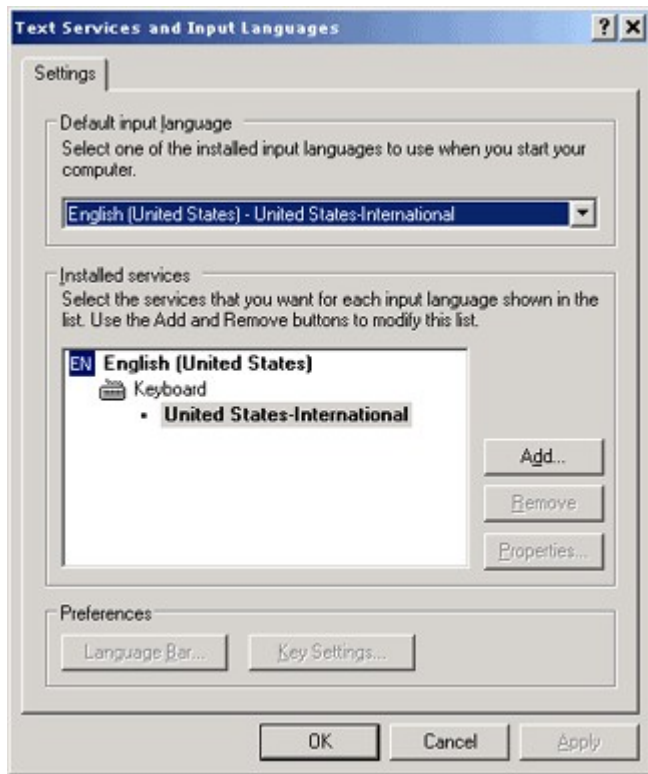 Text Services and Input Languages
Settings
Default input language
Select one of the installed input languages to use when you start your
computer.
English (United States) - United States-International
Installed services
Select the services that you want for each input language shown in the
list. Use the Add and Remove buttons to modify this list.
EN English (United States)
Keyboard
• United States-International
Add...
Remove
Properties...
Preferences
Language Bar...
Key Settings...
OK
Cancel
Apply